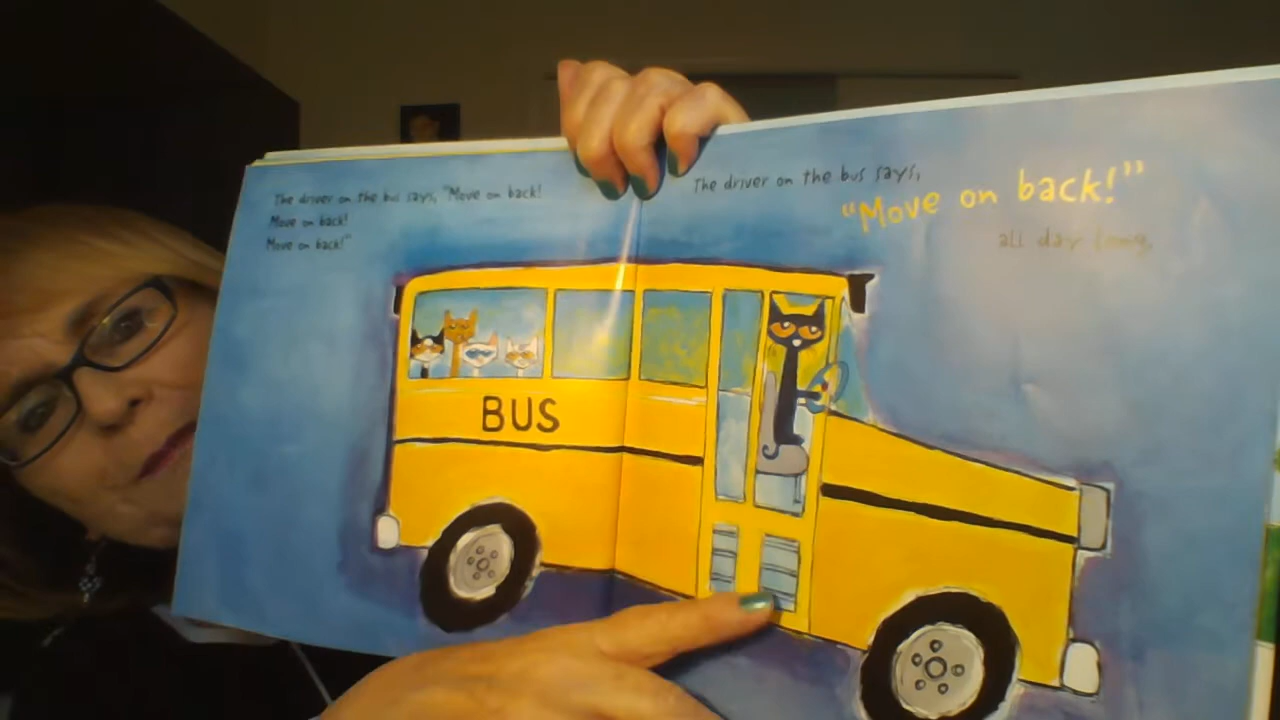 The driver on the bus says, "Move on back!
Move on back!
Move on back!"
The driver on the bus says,
"Move on back!"
all day long.
BUS